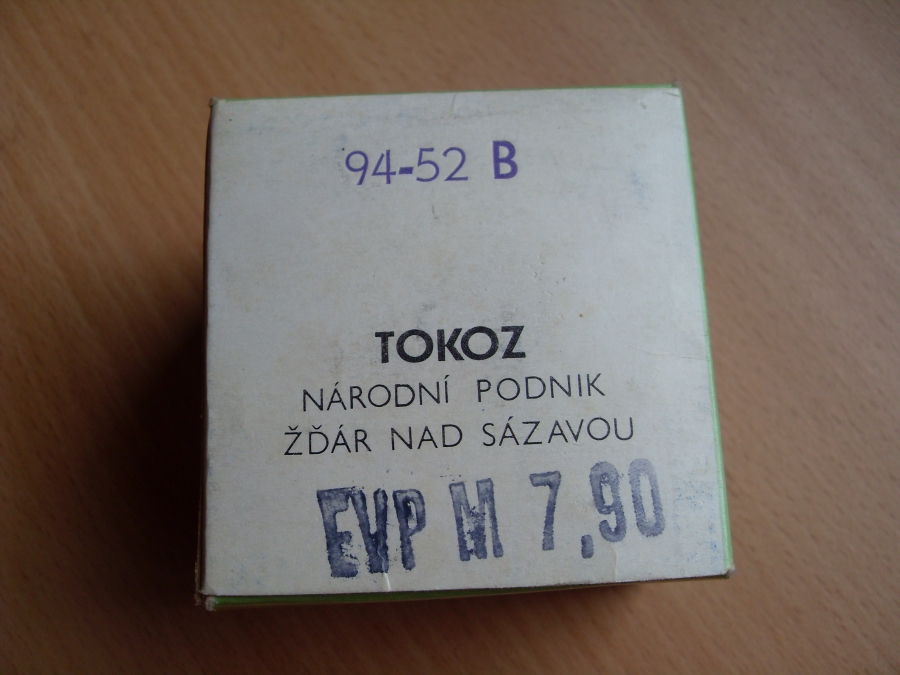 94-52 B
TOKOZ
NÁRODNÍ PODNIK
ŽĎÁR NAD SÁZAVOU
EVP M 7,90